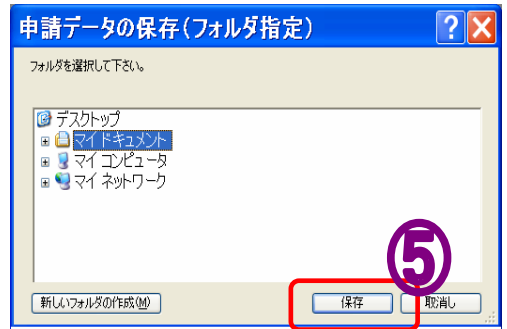 申請データの保存(フォルダ指定)
フォルダを選択して下さい。
デスクトップ
マイ ドキュメント
マイ コンピュータ
マイ ネットワーク
⑤
新しいフォルダの作成(M) 保存 取消し